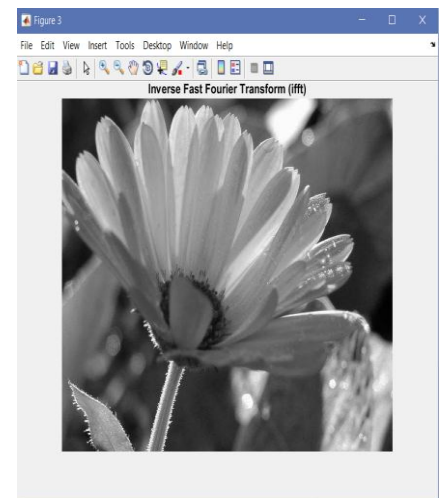 Figure 3
File Edit View Insert Tools Desktop Window Help
Inverse Fast Fourier Transform (ifft)